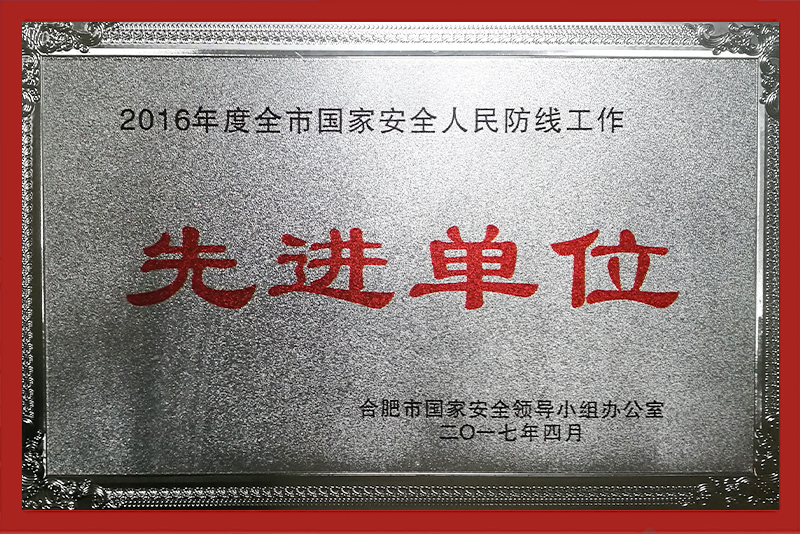 2016年度全市国家安全人民防线工作
先进单位
合肥市国家安全领导小组办公室
二〇一七年四月